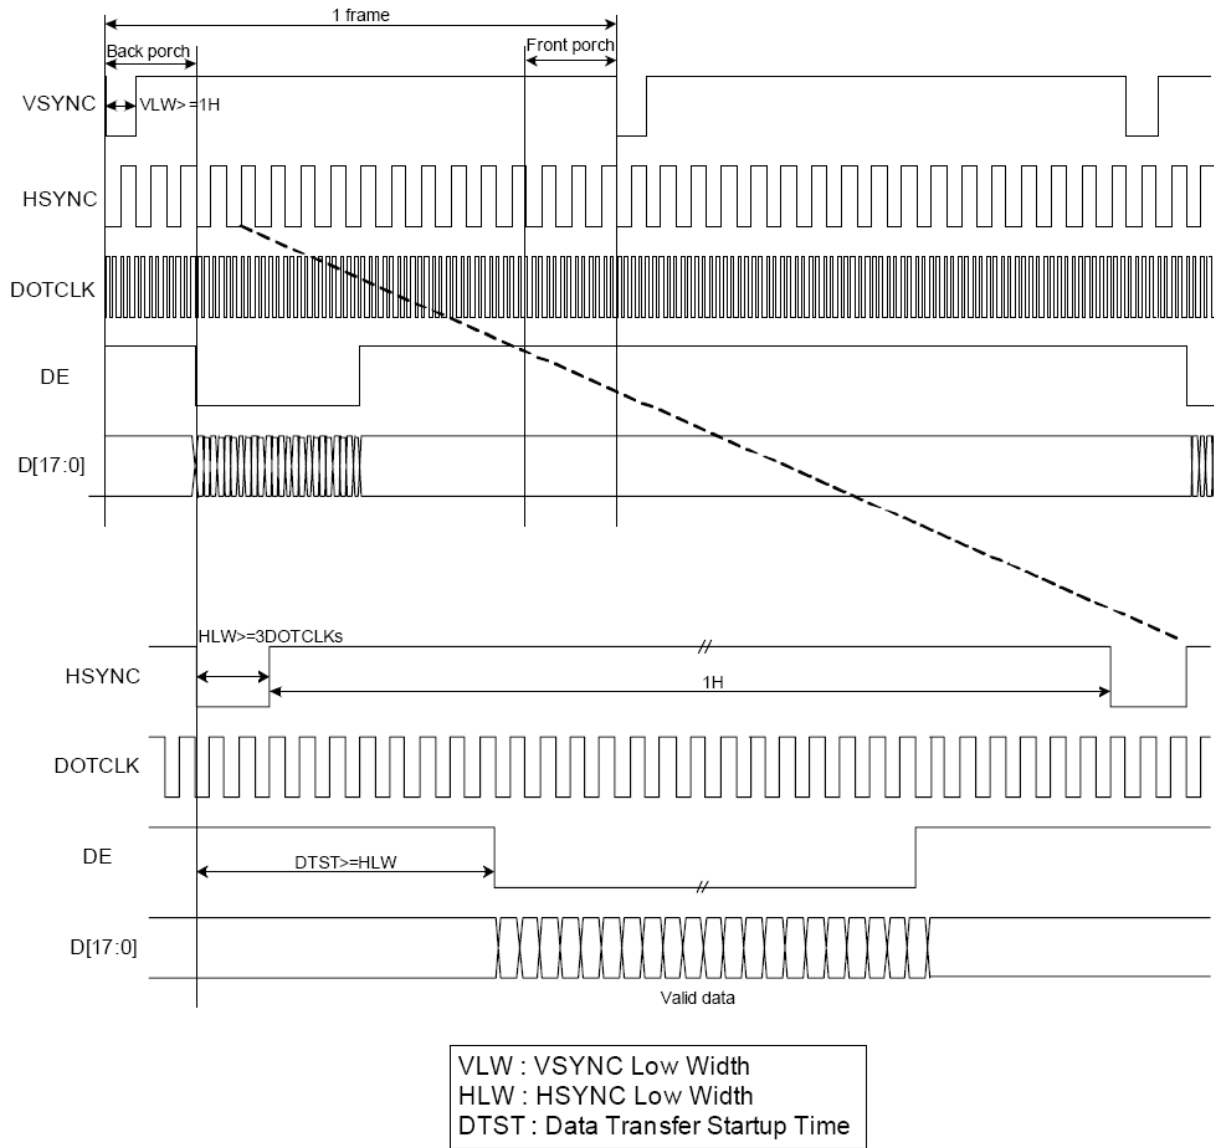 1 frame
Back porch
Front porch
VSYNC
VLW>=1H
HSYNC
DOTCLK
DE
D[17:0]
HLW>=3DOTCLKs
HSYNC
//
1H
DOTCLK
DE
DTST>=HLW
//
D[17:0]
Valid data
VLW : VSYNC Low Width
HLW : HSYNC Low Width
DTST : Data Transfer Startup Time